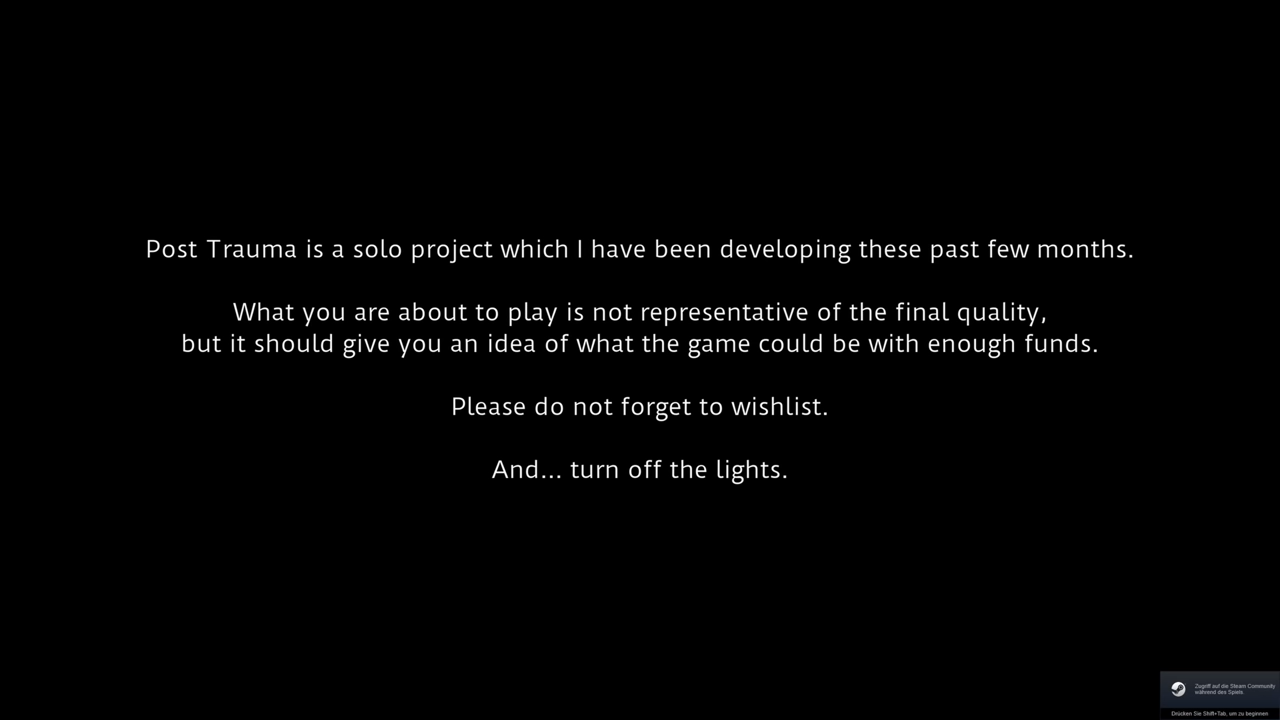 Post Trauma is a solo project which I have been developing these past few months.
What you are about to play is not representative of the final quality,
but it should give you an idea of what the game could be with enough funds.
Please do not forget to wishlist.
And... turn off the lights.
Zugriff auf die Steam Community
während des Spiels.
Drücken Sie Shift+Tab, um zu beginnen